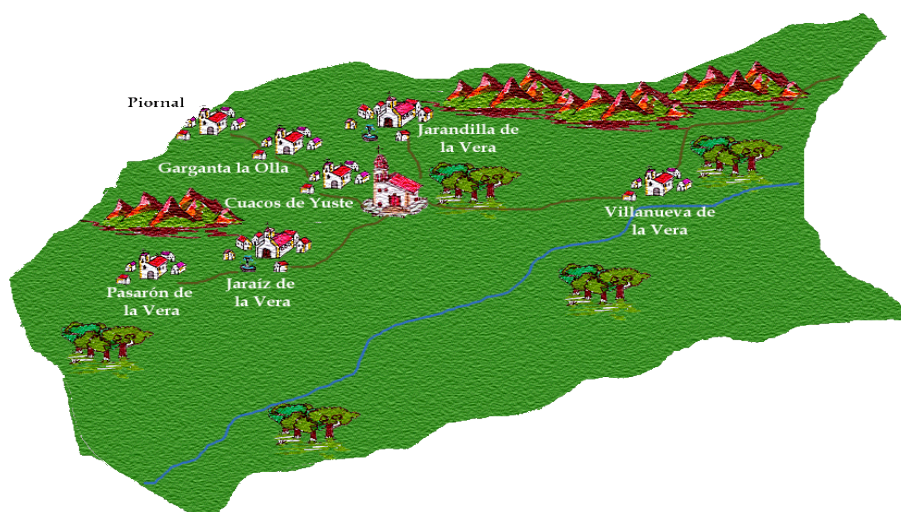 Piornal
Jarandilla de
la Vera
Garganta la Olla
Cuacos de Yuste
Villanueva de
la Vera
Pasarón de
la Vera
Jaraíz de
la Vera